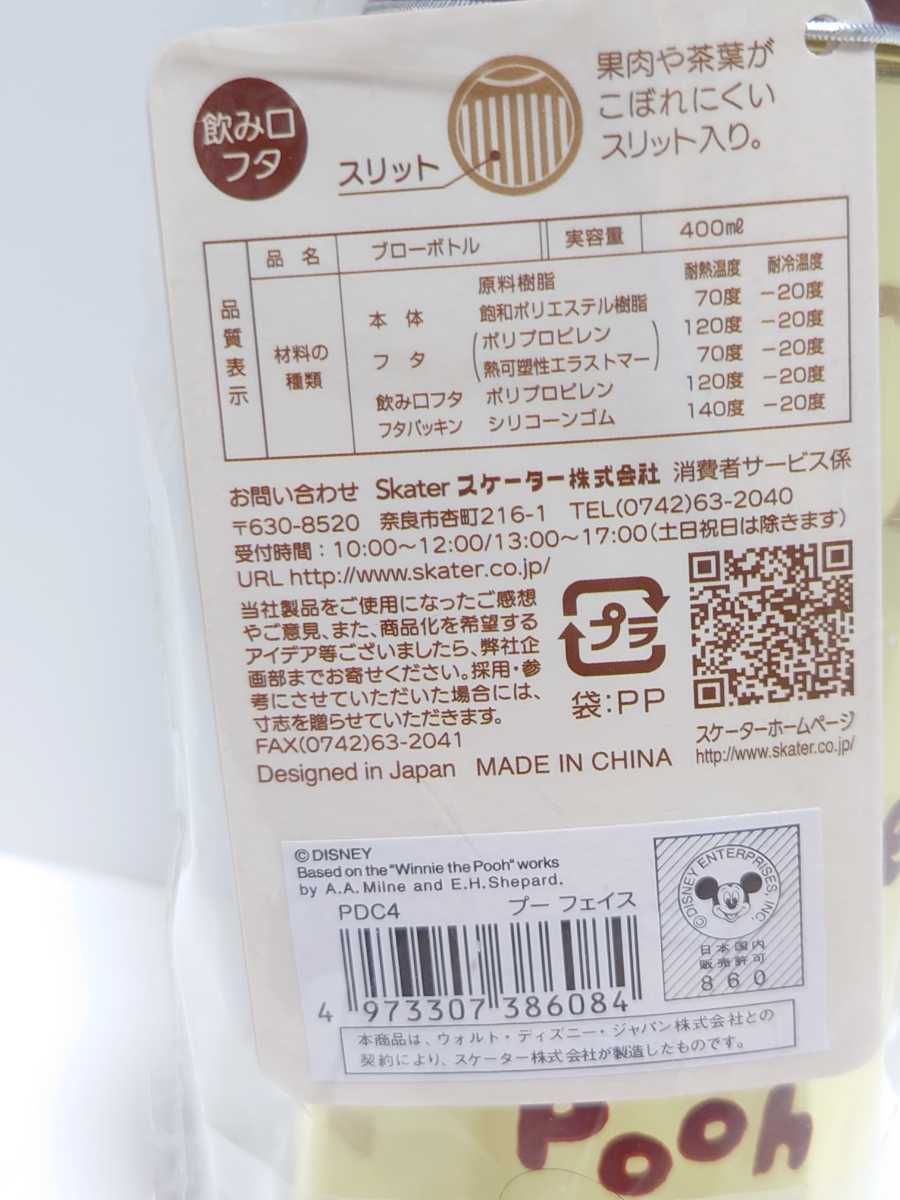 飲み口
フタ
スリット
果肉や茶葉が
こぼれにくい
スリット入り。
品質表示
品 名 ブローボトル 実容量 400㎖
材料の種類
原料樹脂 耐熱温度 耐冷温度
本 体 飽和ポリエステル樹脂 70度 −20度
フ タ (ポリプロピレン 120度 −20度
熱可塑性エラストマー) 70度 −20度
飲み口フタ ポリプロピレン 120度 −20度
フタパッキン シリコーンゴム 140度 −20度
お問い合わせ Skater スケーター株式会社 消費者サービス係
〒630-8520 奈良市杏町216-1 TEL(0742)63-2040
受付時間：10:00〜12:00/13:00〜17:00(土日祝日は除きます)
URL http://www.skater.co.jp/
当社製品をご使用になったご感想
やご意見、また、商品化を希望する
アイデア等ございましたら、弊社企
画部までお寄せください。採用・参
考にさせていただいた場合には、
寸志を贈らせていただきます。
FAX(0742)63-2041
プラ
袋：PP
スケーターホームページ
http://www.skater.co.jp/
Designed in Japan MADE IN CHINA
©DISNEY
Based on the "Winnie the Pooh" works
by A.A. Milne and E.H. Shepard.
PDC4 プー フェイス
4 973307 386084
©DISNEY ENTERPRISES, INC.
日本国内
販売許可
860
本商品は、ウォルト・ディズニー・ジャパン株式会社との
契約により、スケーター株式会社が製造したものです。
Pooh